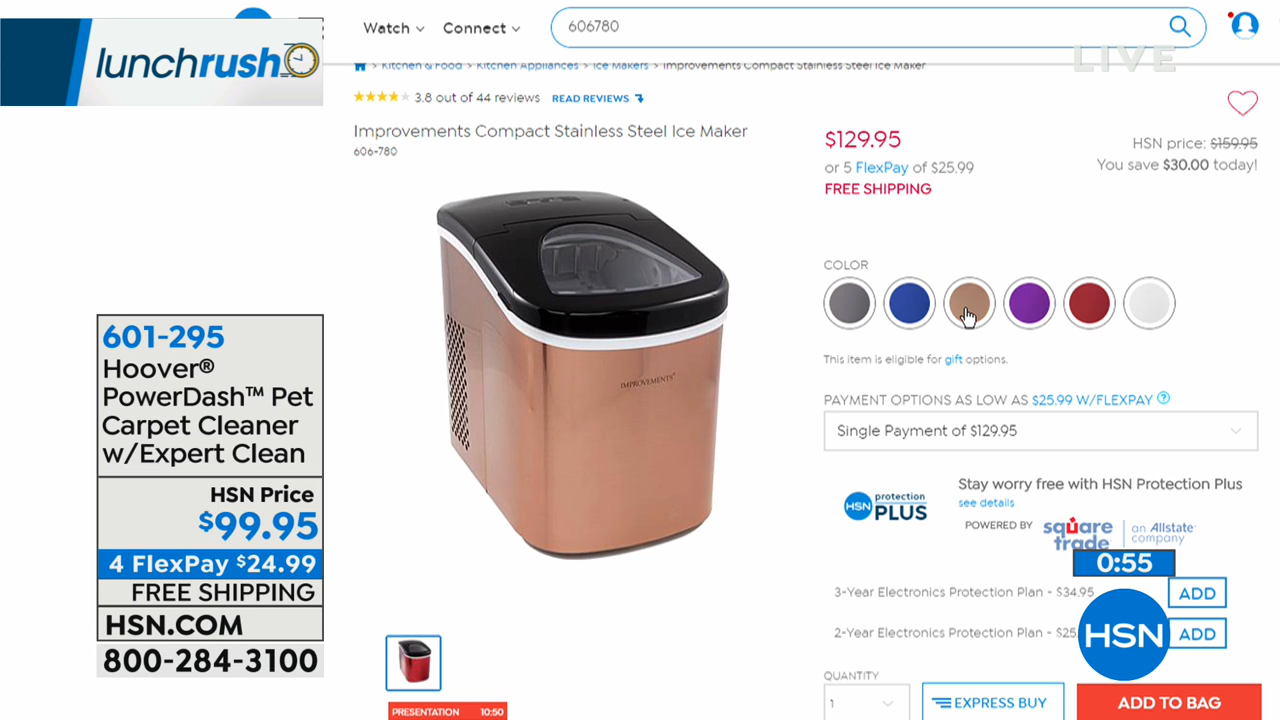 lunchrush
Watch
Connect
606780
LIVE
> Kitchen & Food > Kitchen Appliances > Ice Makers > Improvements Compact Stainless Steel Ice Maker
3.8 out of 44 reviews
READ REVIEWS
Improvements Compact Stainless Steel Ice Maker
606-780
$129.95
or 5 FlexPay of $25.99
FREE SHIPPING
HSN price: $159.95
You save $30.00 today!
IMPROVEMENTS®
COLOR
This item is eligible for gift options.
PAYMENT OPTIONS AS LOW AS $25.99 W/FLEXPAY ?
Single Payment of $129.95
HSN protection PLUS
Stay worry free with HSN Protection Plus
see details
POWERED BY
square trade
an Allstate company
0:55
3-Year Electronics Protection Plan - $34.95
ADD
2-Year Electronics Protection Plan - $25
ADD
HSN
QUANTITY
1
EXPRESS BUY
ADD TO BAG
PRESENTATION 10:50
601-295
Hoover®
PowerDash™ Pet
Carpet Cleaner
w/Expert Clean
HSN Price
$99.95
4 FlexPay $24.99
FREE SHIPPING
HSN.COM
800-284-3100